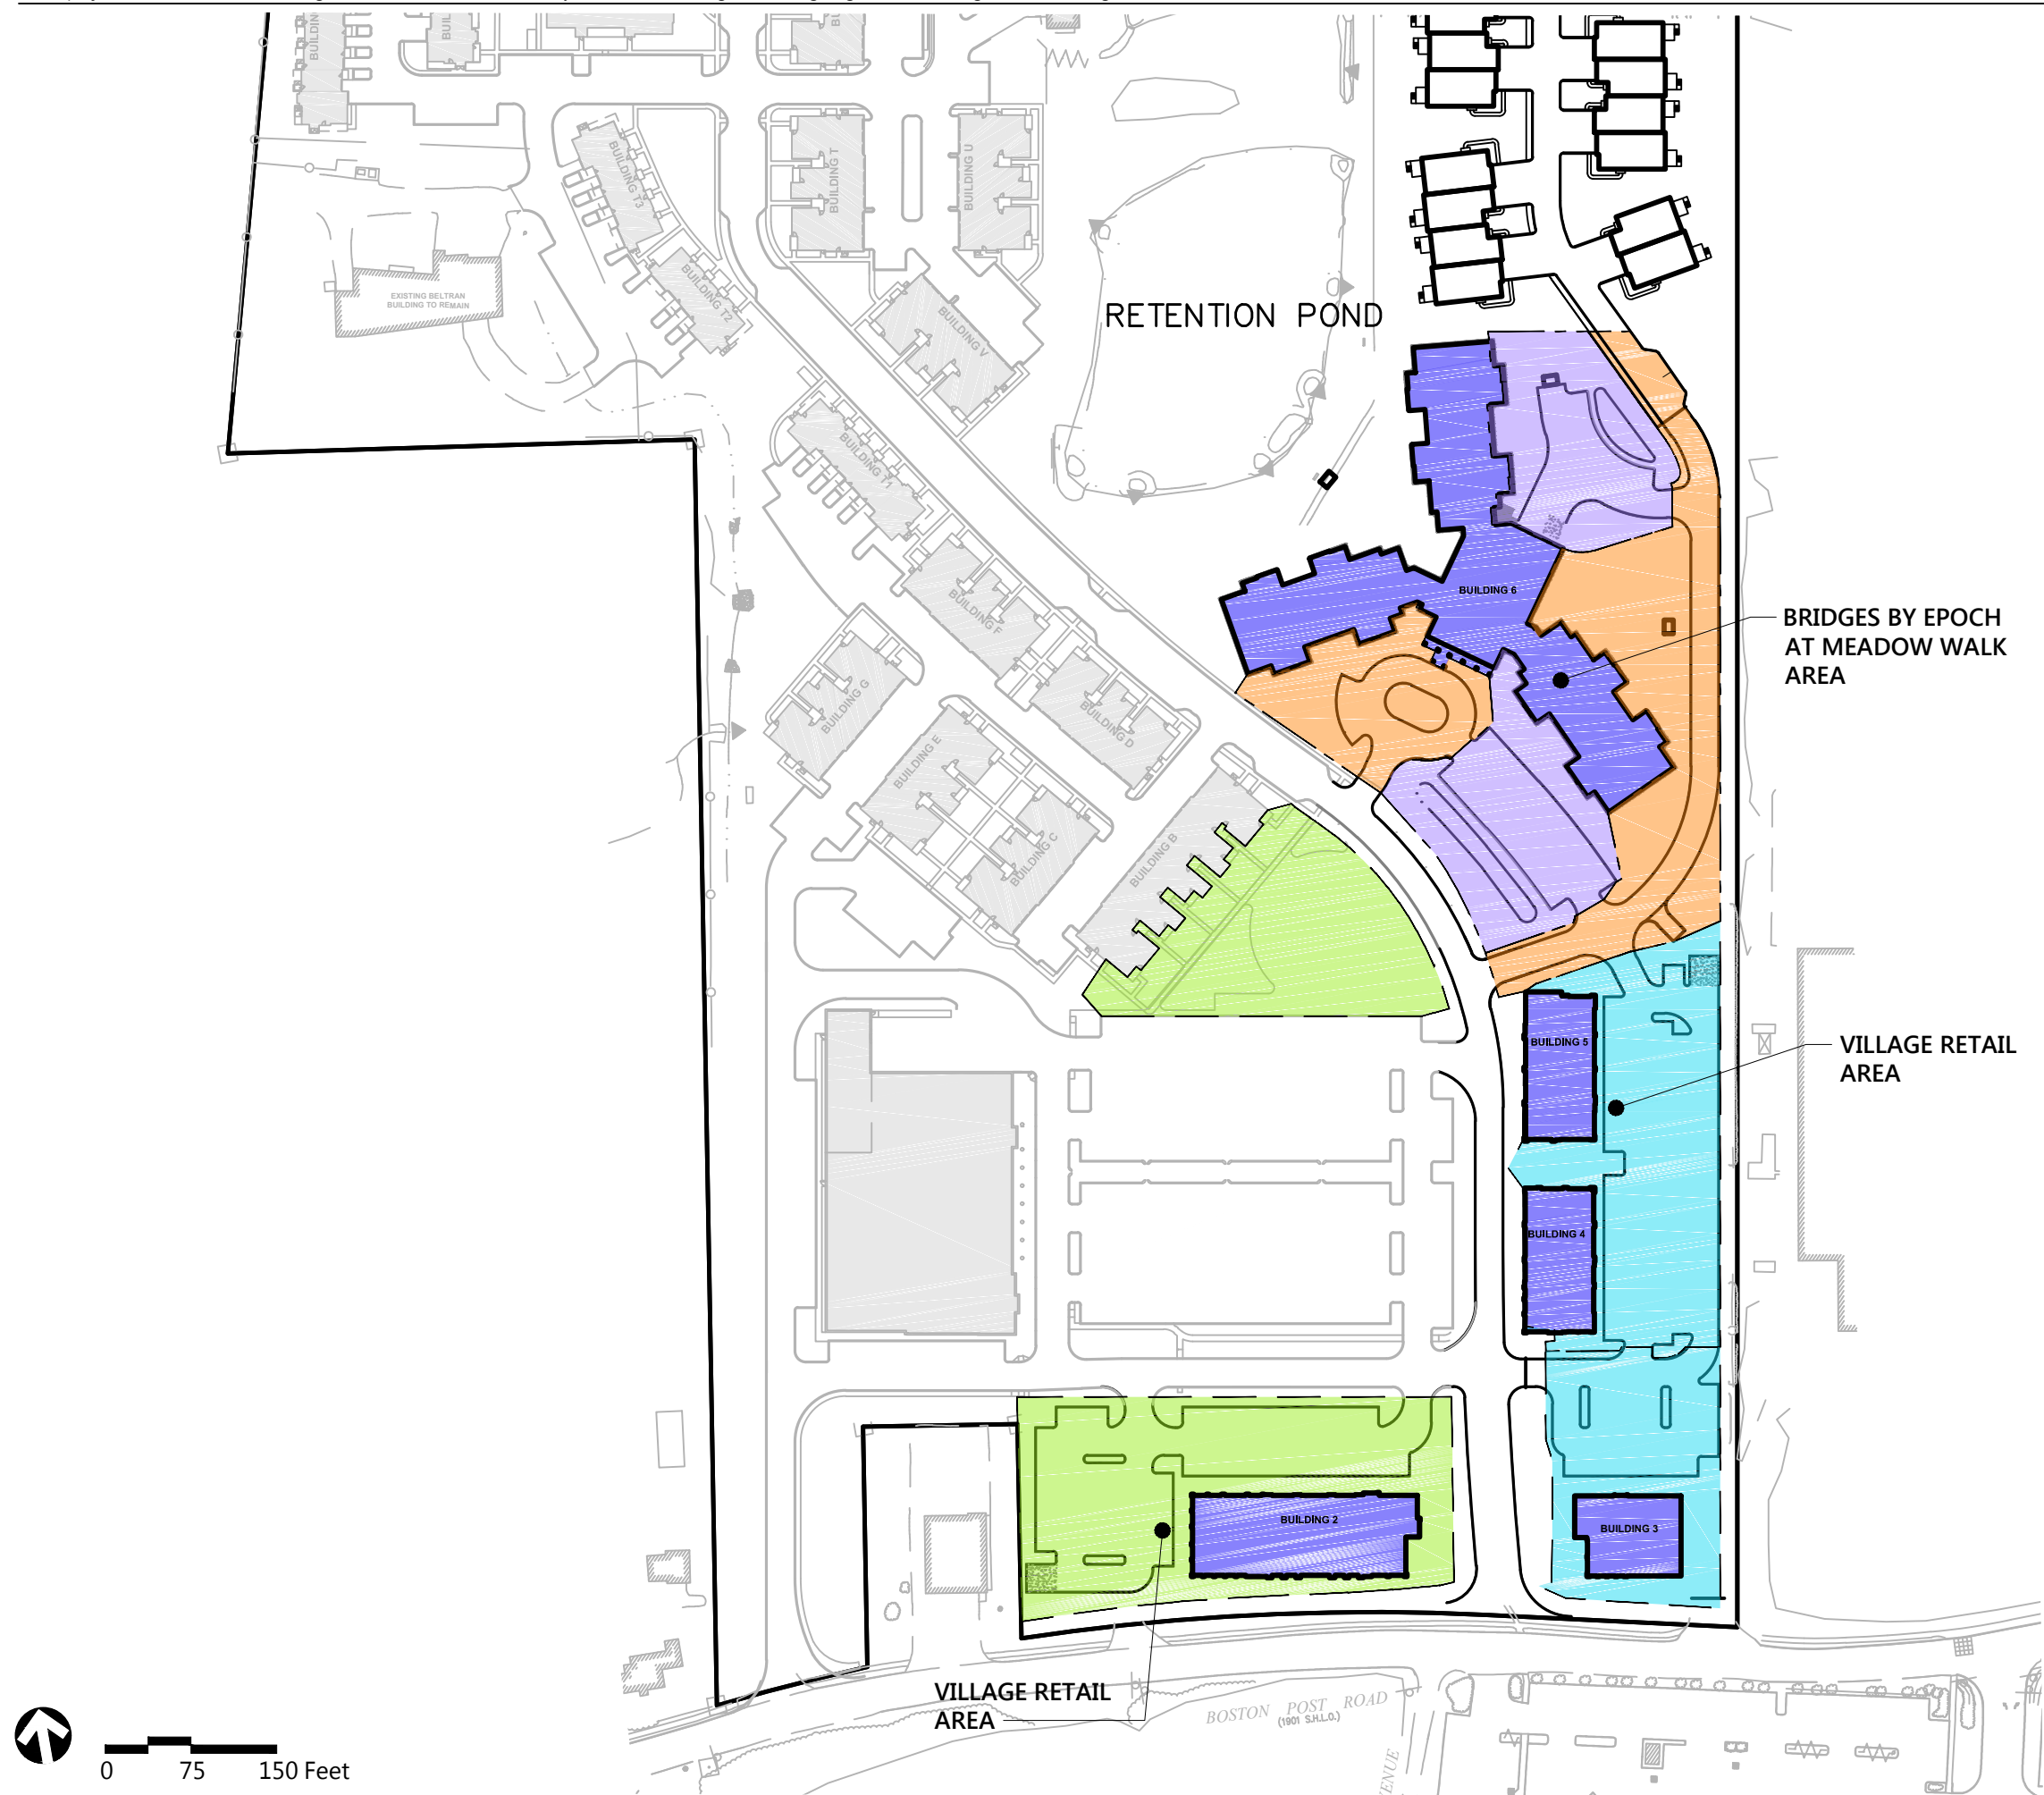 BUILDING
BUILDING T3
BUILDING T
BUILDING U
BUILDING T2
EXISTING BELTRAN
BUILDING TO REMAIN
BUILDING V
RETENTION POND
BUILDING T1
BUILDING F
BUILDING 6
BRIDGES BY EPOCH
AT MEADOW WALK
AREA
BUILDING G
BUILDING D
BUILDING E
BUILDING C
BUILDING B
BUILDING 5
VILLAGE RETAIL
AREA
BUILDING 4
BUILDING 2
BUILDING 3
VILLAGE RETAIL
AREA
BOSTON POST ROAD
(1901 S.H.L.O.)
0 75 150 Feet